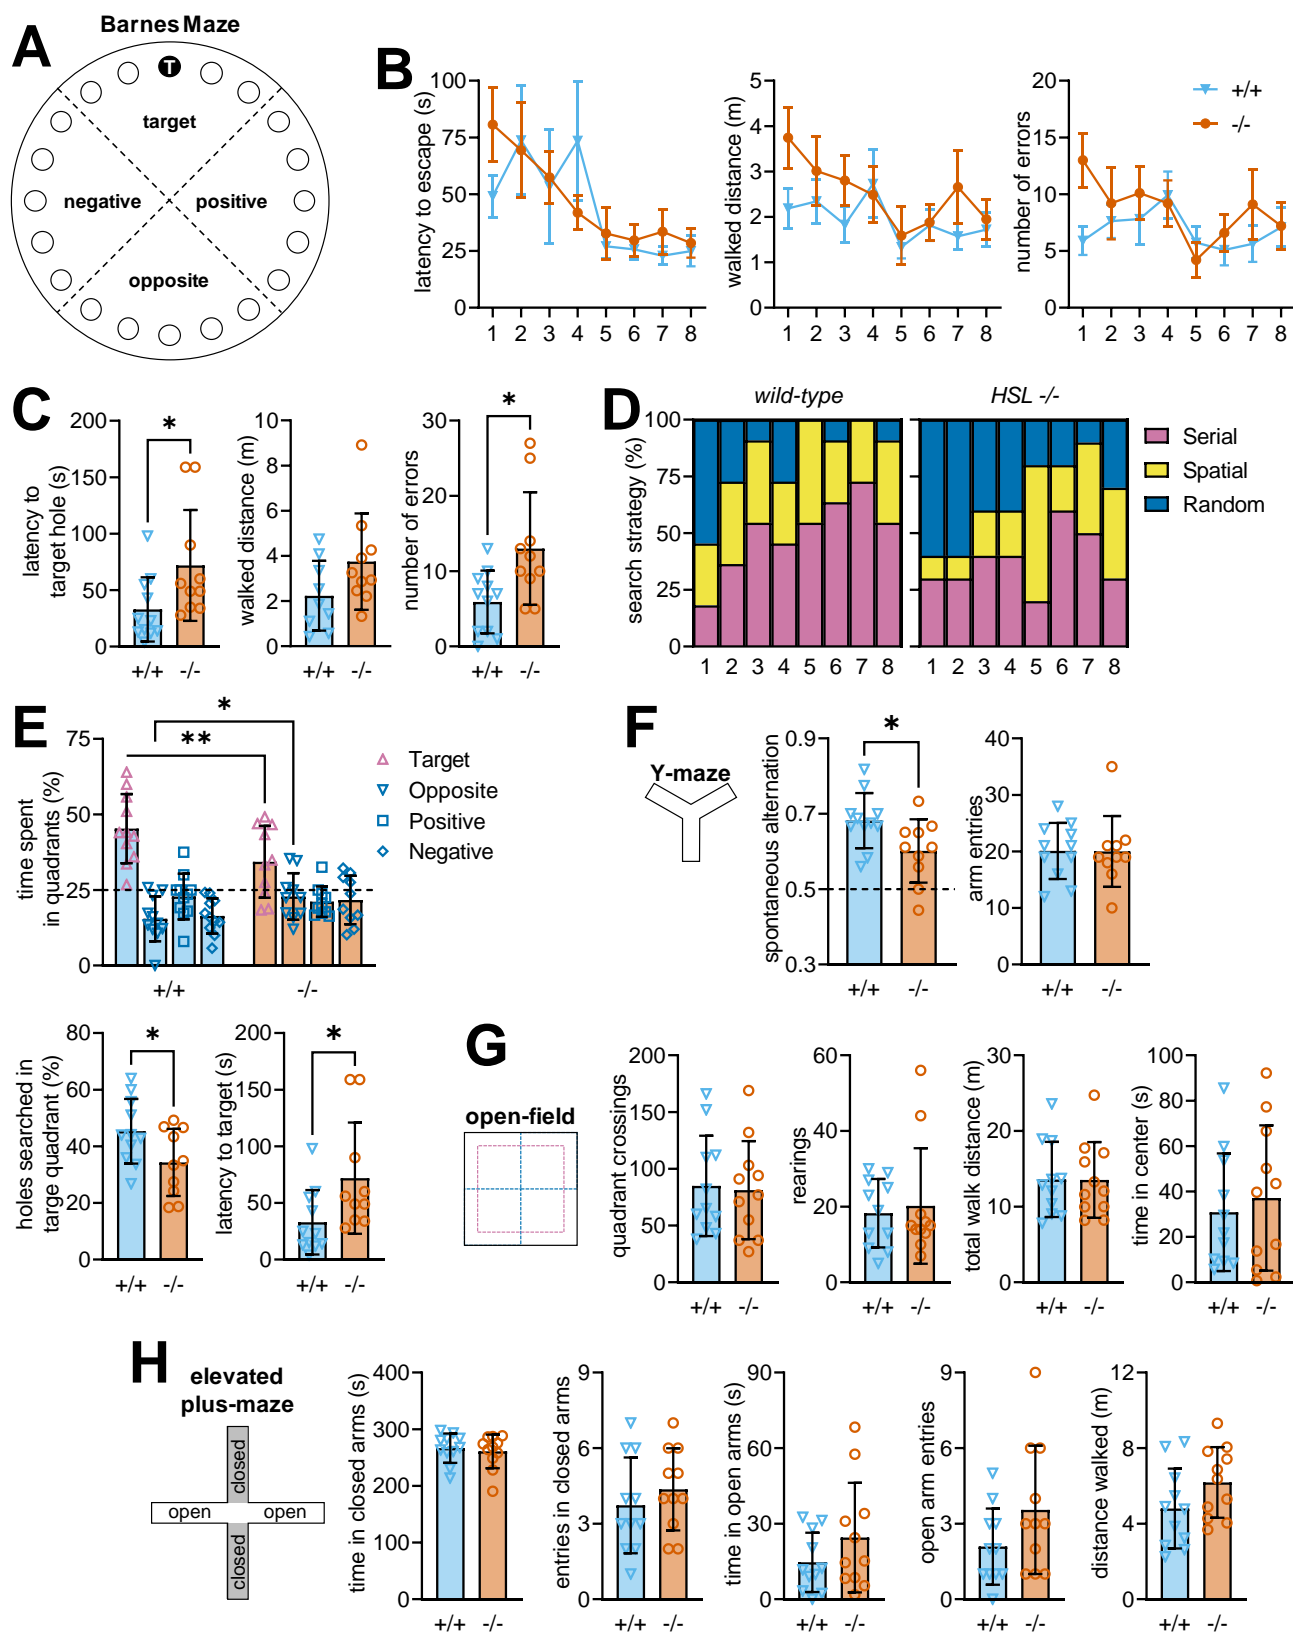 A
Barnes Maze
T
target
negative
positive
opposite
B
latency to escape (s)
100
75
50
25
0
1 2 3 4 5 6 7 8
walked distance (m)
5
4
3
2
1
0
1 2 3 4 5 6 7 8
number of errors
20
15
10
5
0
1 2 3 4 5 6 7 8
+/+
-/-
C
latency to
target hole (s)
200
150
100
50
0
*
+/+ -/-
walked distance (m)
10
8
6
4
2
0
+/+ -/-
number of errors
30
20
10
0
*
+/+ -/-
D
wild-type
HSL -/-
search strategy (%)
100
75
50
25
0
1 2 3 4 5 6 7 8
1 2 3 4 5 6 7 8
Serial
Spatial
Random
E
time spent
in quadrants (%)
75
50
25
0
*
**
+/+ -/-
Target
Opposite
Positive
Negative
holes searched in
targe quadrant (%)
80
60
40
20
0
*
+/+ -/-
latency to target (s)
200
150
100
50
0
*
+/+ -/-
F
Y-maze
spontaneous alternation
0.9
0.7
0.5
0.3
*
+/+ -/-
arm entries
40
30
20
10
0
+/+ -/-
G
open-field
quadrant crossings
200
150
100
50
0
+/+ -/-
rearings
60
40
20
0
+/+ -/-
total walk distance (m)
30
20
10
0
+/+ -/-
time in center (s)
100
80
60
40
20
0
+/+ -/-
H
elevated
plus-maze
closed
open
open
closed
time in closed arms (s)
400
300
200
100
0
+/+ -/-
entries in closed arms
9
6
3
0
+/+ -/-
time in open arms (s)
90
60
30
0
+/+ -/-
open arm entries
9
6
3
0
+/+ -/-
distance walked (m)
12
8
4
0
+/+ -/-